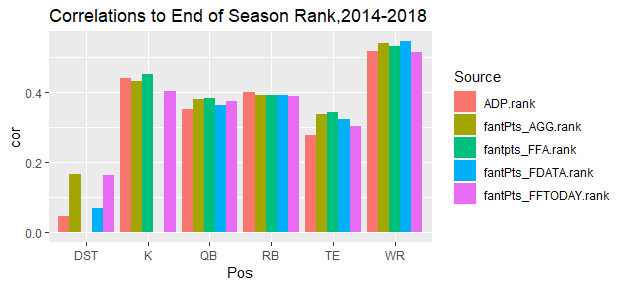 Correlations to End of Season Rank,2014-2018
cor
0.4
0.2
0.0
DST K QB RB TE WR
Pos
Source
ADP.rank
fantPts_AGG.rank
fantpts_FFA.rank
fantPts_FDATA.rank
fantPts_FFTODAY.rank